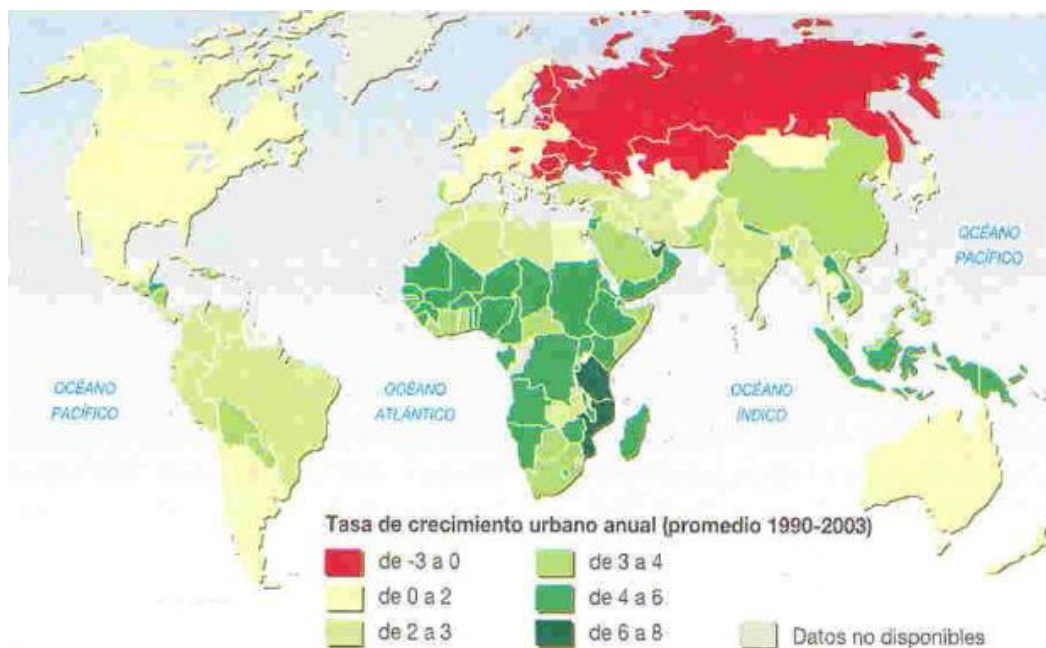 OCÉANO
PACÍFICO
OCÉANO
PACÍFICO
OCÉANO
ATLÁNTICO
OCÉANO
ÍNDICO
Tasa de crecimiento urbano anual (promedio 1990-2003)
de -3 a 0
de 0 a 2
de 2 a 3
de 3 a 4
de 4 a 6
de 6 a 8
Datos no disponibles